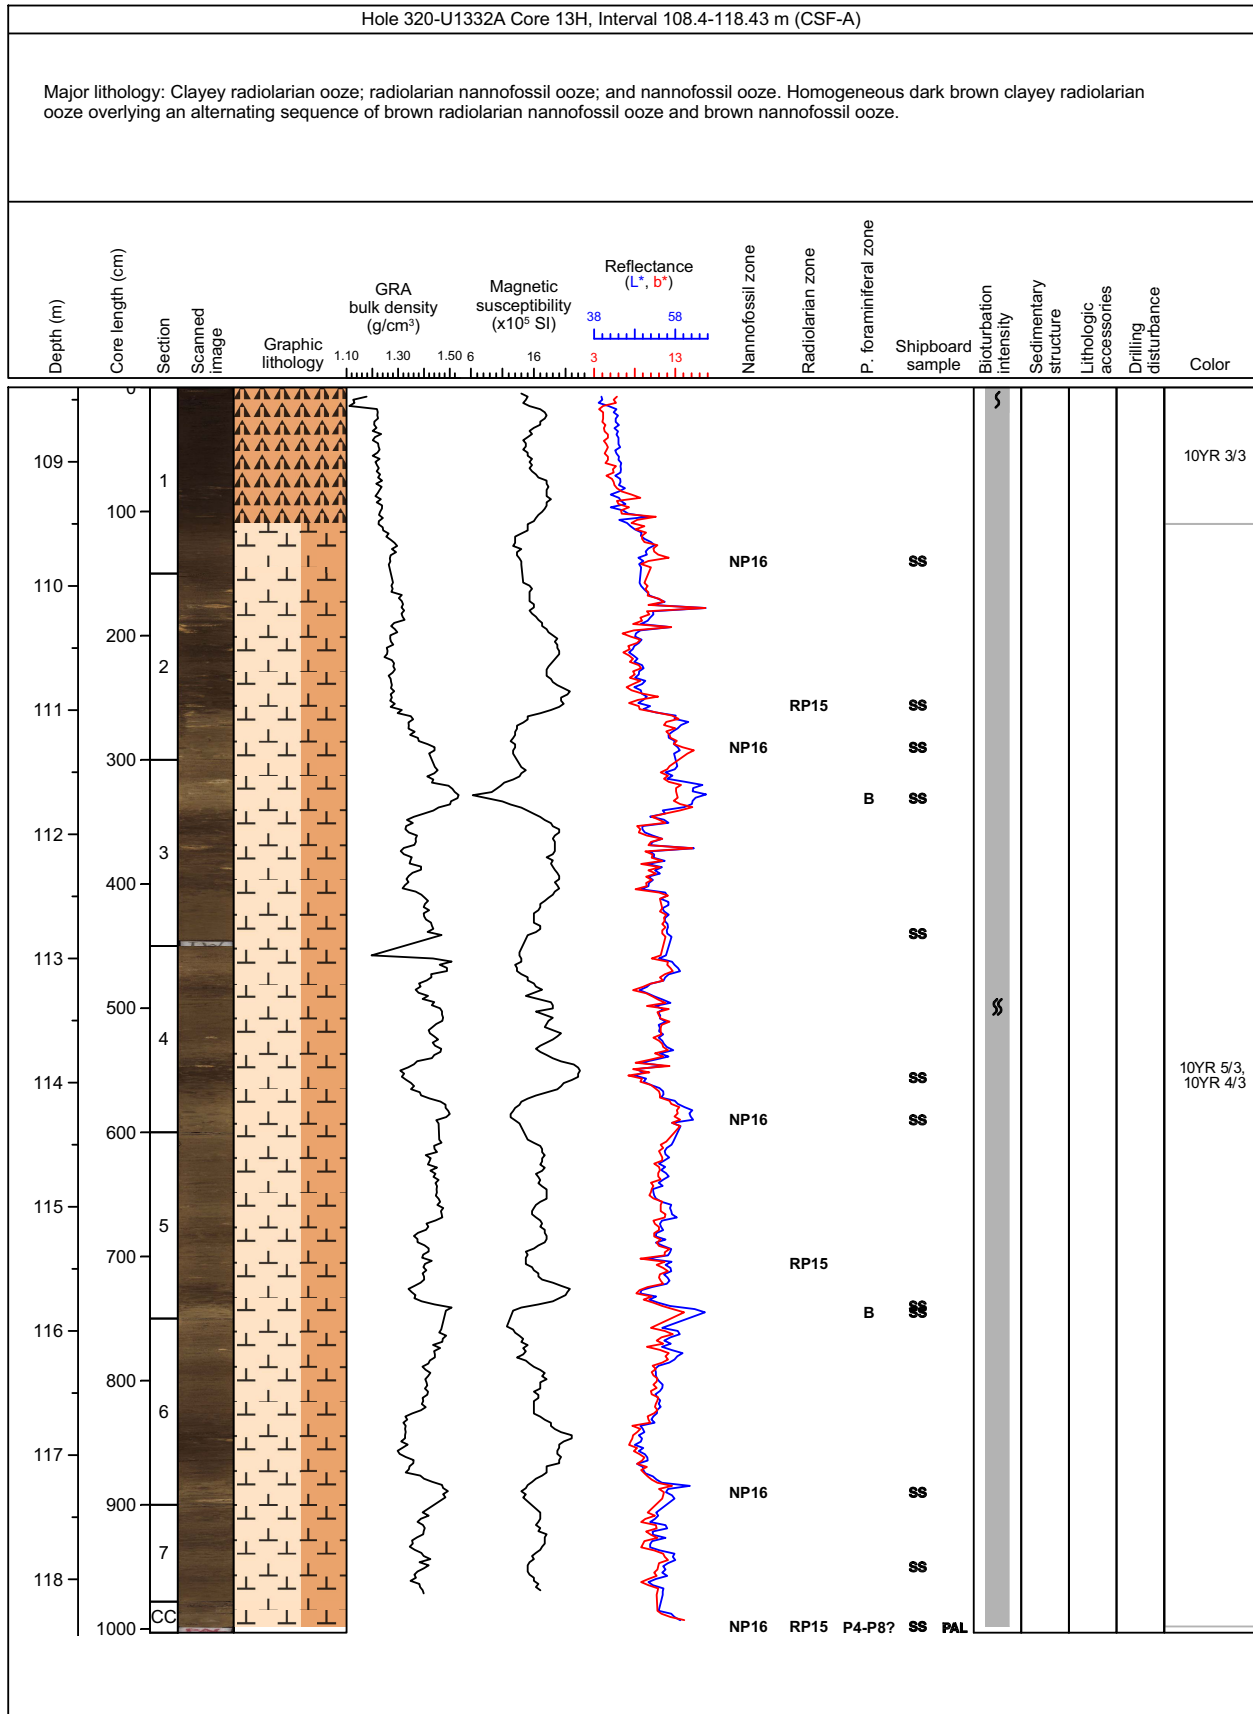 Hole 320-U1332A Core 13H, Interval 108.4-118.43 m (CSF-A)
Major lithology: Clayey radiolarian ooze; radiolarian nannofossil ooze; and nannofossil ooze. Homogeneous dark brown clayey radiolarian
ooze overlying an alternating sequence of brown radiolarian nannofossil ooze and brown nannofossil ooze.
Depth (m)
Core length (cm)
Section
Scanned
image
Graphic
lithology
GRA
bulk density
(g/cm³)
1.10 1.30 1.50
Magnetic
susceptibility
(x10⁵ SI)
6 16
Reflectance
(L*, b*)
38 58
3 13
Nannofossil zone
Radiolarian zone
P. foraminiferal zone
Shipboard
sample
Bioturbation
intensity
Sedimentary
structure
Lithologic
accessories
Drilling
disturbance
Color
0
109
1
10YR 3/3
100
NP16 SS
110
200
2
111
RP15 SS
NP16 SS
300
B SS
112
3
400
SS
113
500
4
114
SS
10YR 5/3,
10YR 4/3
NP16 SS
600
115
5
700
RP15
SS
B SS
116
800
6
117
NP16 SS
900
7
SS
118
CC
1000
NP16 RP15 P4-P8? SS PAL